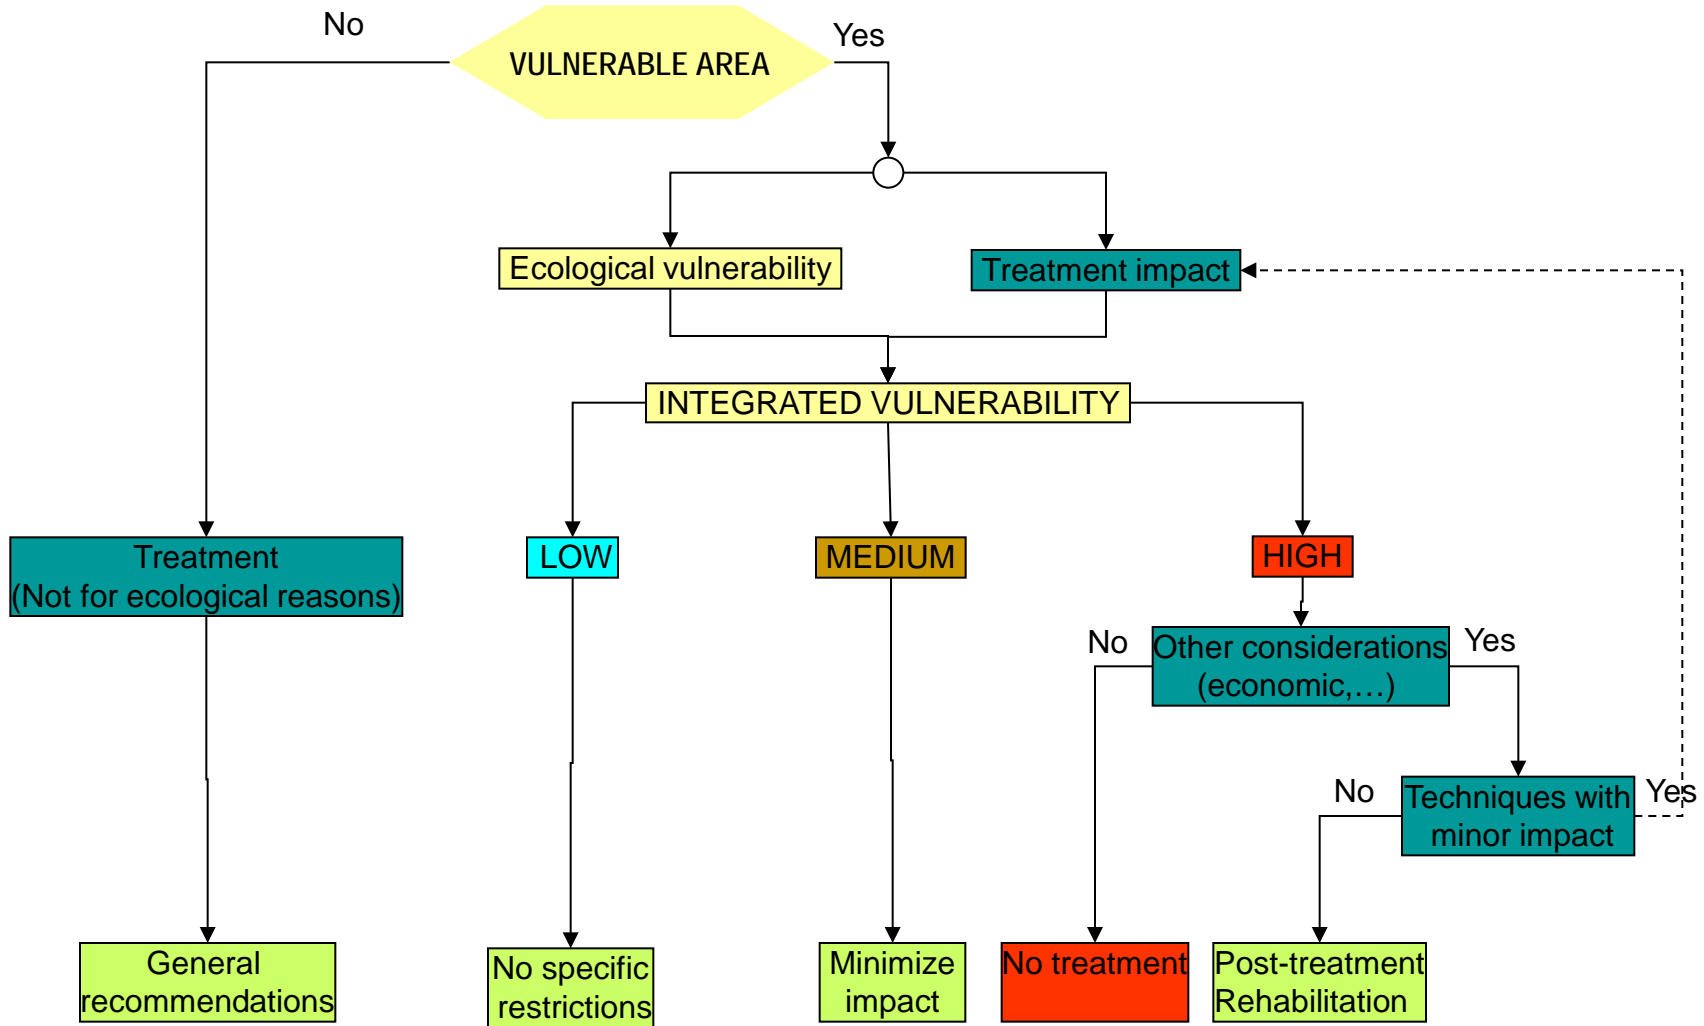 No
Yes
VULNERABLE AREA
Ecological vulnerability
Treatment impact
INTEGRATED VULNERABILITY
Treatment
(Not for ecological reasons)
LOW
MEDIUM
HIGH
No
Other considerations
(economic,…)
Yes
No
Techniques with
minor impact
Yes
General
recommendations
No specific
restrictions
Minimize
impact
No treatment
Post-treatment
Rehabilitation